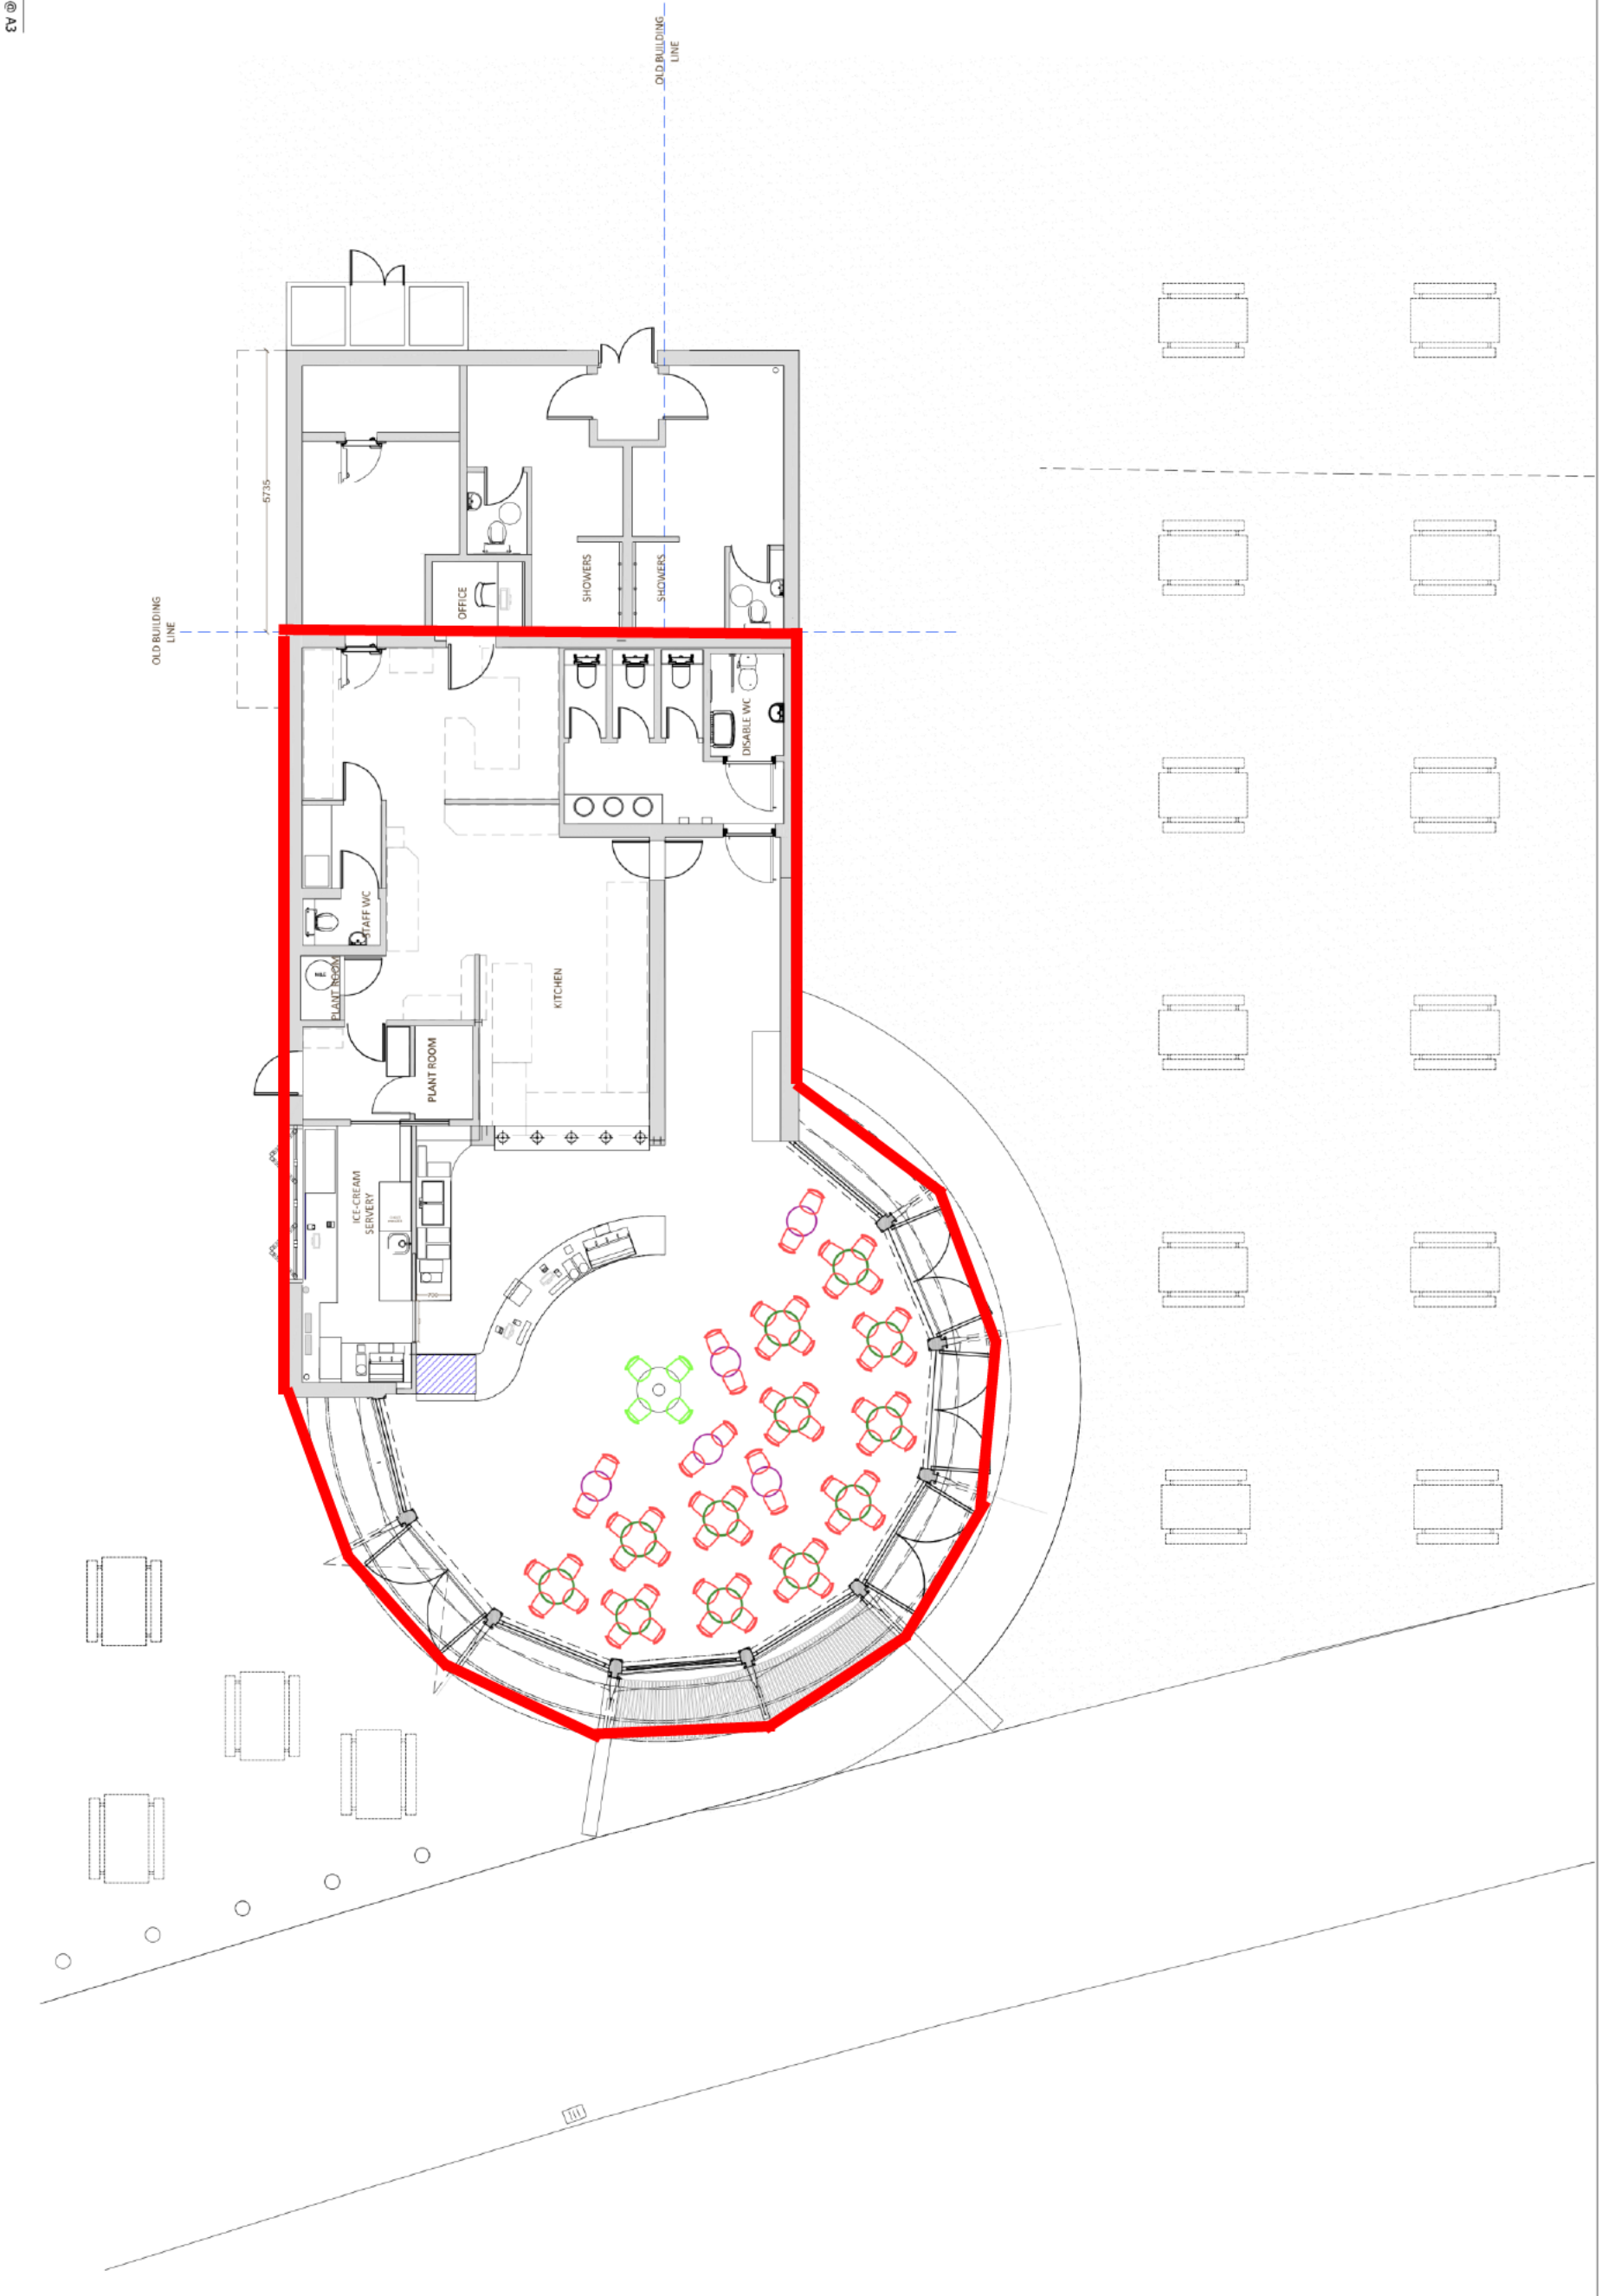 @ A3
OLD BUILDING
LINE
5735
OLD BUILDING
LINE
OFFICE
SHOWERS
SHOWERS
DISABLE WC
STAFF WC
PLANT ROOM
PLANT ROOM
KITCHEN
ICE-CREAM
SERVERY